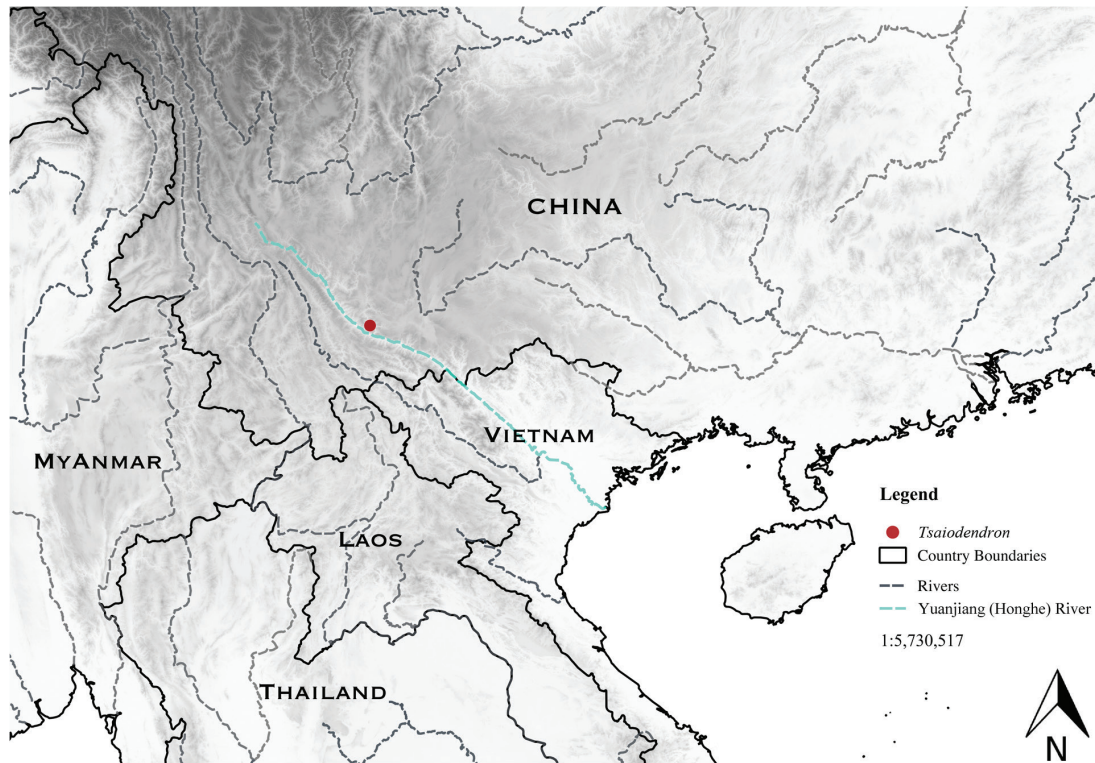 CHINA
VIETNAM
MYANMAR
LAOS
THAILAND
Legend
Tsaiodendron
Country Boundaries
Rivers
Yuanjiang (Honghe) River
1:5,730,517
N